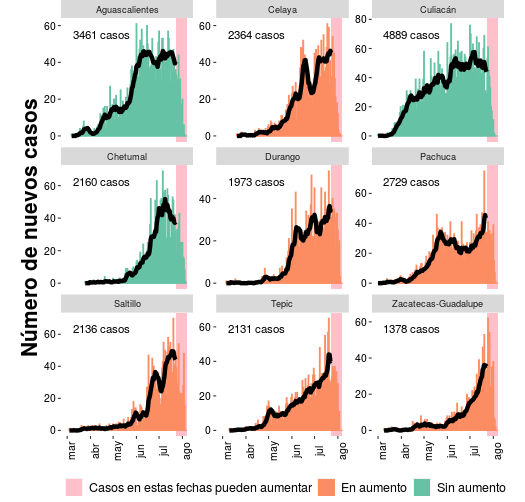 Número de nuevos casos
Aguascalientes
3461 casos
60
40
20
0
Celaya
2364 casos
60
40
20
0
Culiacán
4889 casos
80
60
40
20
0
Chetumal
2160 casos
60
40
20
0
Durango
1973 casos
40
20
0
Pachuca
2729 casos
60
40
20
0
Saltillo
2136 casos
60
40
20
0
mar abr may jun jul ago
Tepic
2131 casos
60
40
20
0
mar abr may jun jul ago
Zacatecas-Guadalupe
1378 casos
60
40
20
0
mar abr may jun jul ago
Casos en estas fechas pueden aumentar En aumento Sin aumento